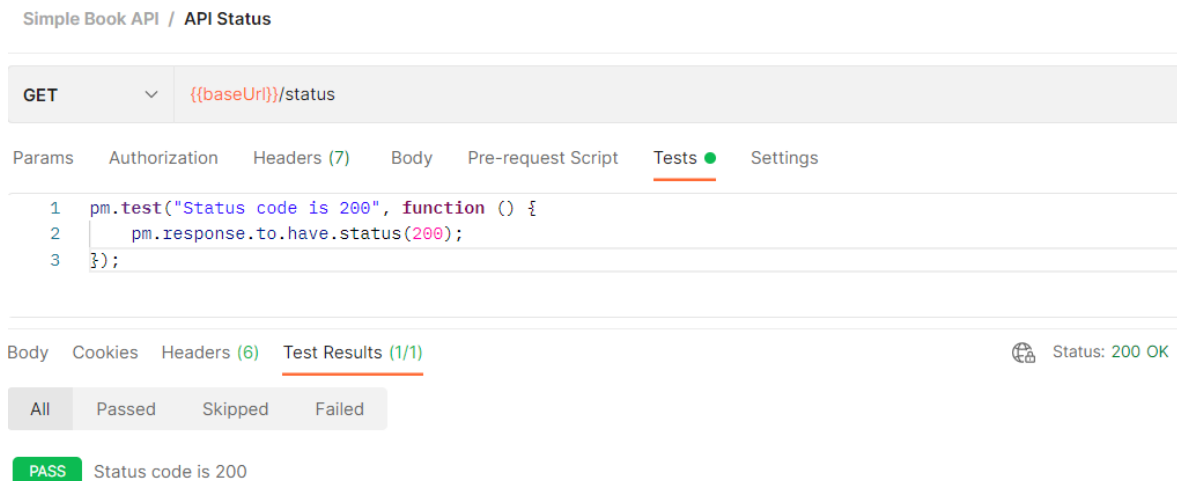 Simple Book API / API Status
GET {{baseUrl}}/status
Params Authorization Headers (7) Body Pre-request Script Tests Settings
1 pm.test("Status code is 200", function () {
2 pm.response.to.have.status(200);
3 });
Body Cookies Headers (6) Test Results (1/1) Status: 200 OK
All Passed Skipped Failed
PASS Status code is 200